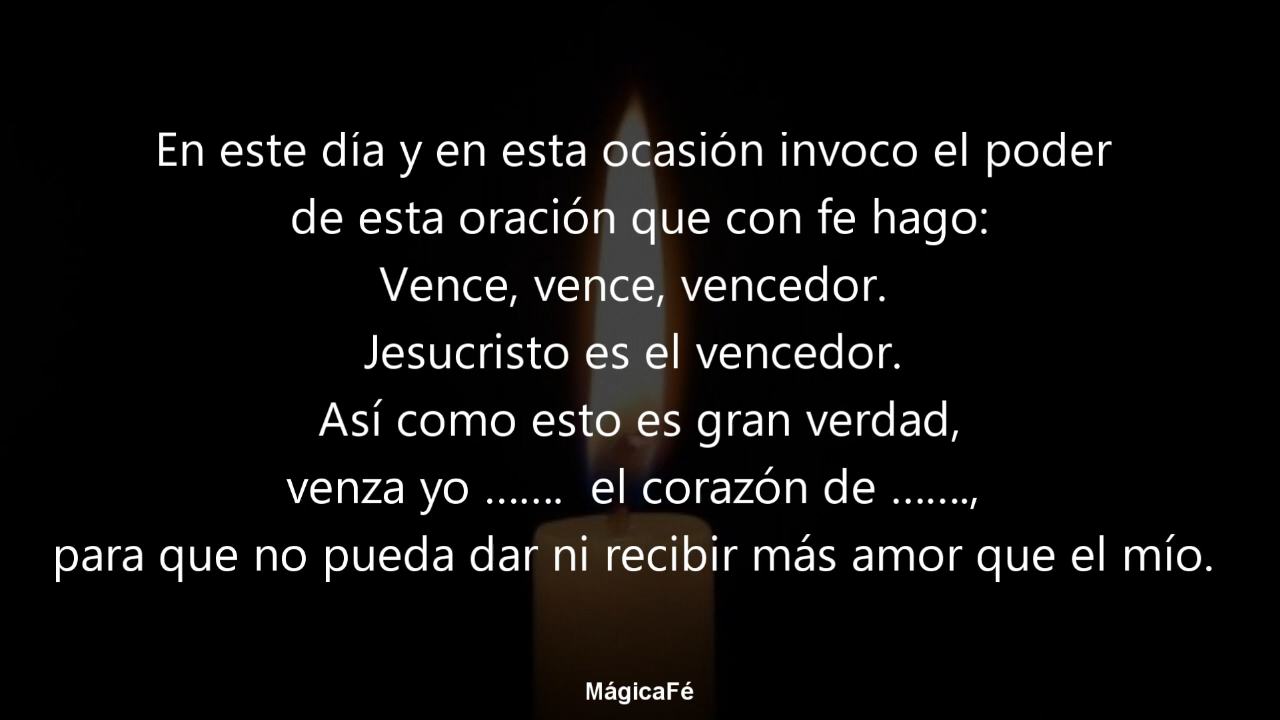 En este día y en esta ocasión invoco el poder
de esta oración que con fe hago:
Vence, vence, vencedor.
Jesucristo es el vencedor.
Así como esto es gran verdad,
venza yo ....... el corazón de .......,
para que no pueda dar ni recibir más amor que el mío.
MágicaFé